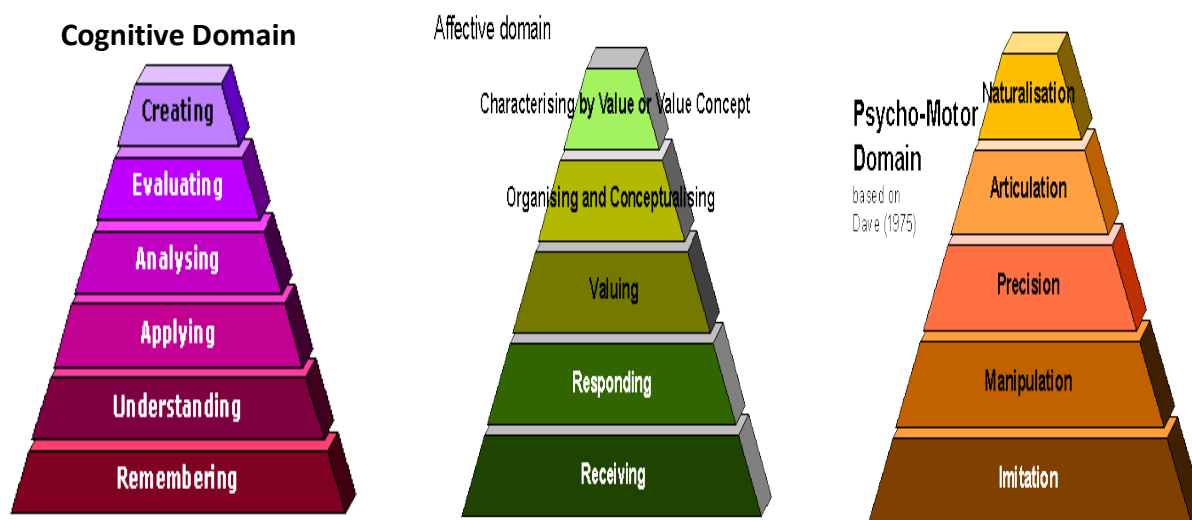 Cognitive Domain
Creating
Evaluating
Analysing
Applying
Understanding
Remembering
Affective domain
Characterising by Value or Value Concept
Organising and Conceptualising
Valuing
Responding
Receiving
Psycho-Motor
Domain
based on
Dave (1975)
Naturalisation
Articulation
Precision
Manipulation
Imitation